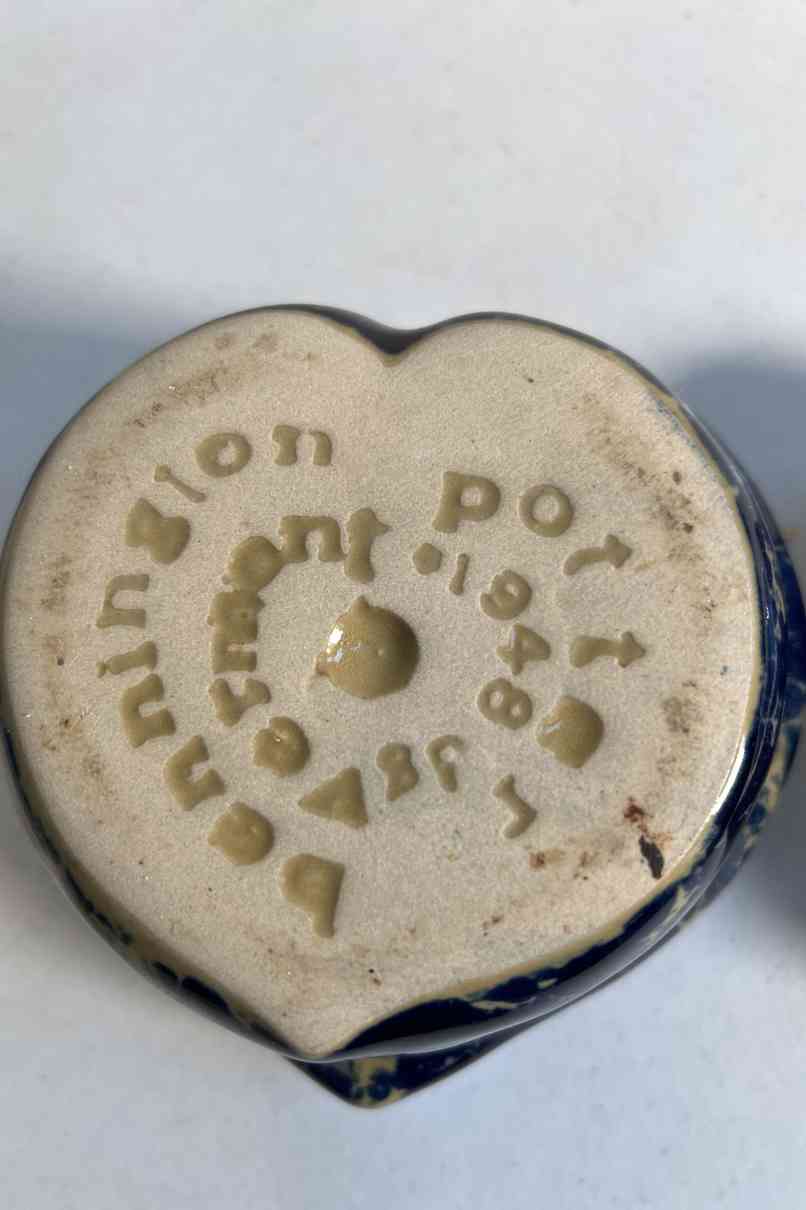 Bennington
Potters
Vermont • 1948